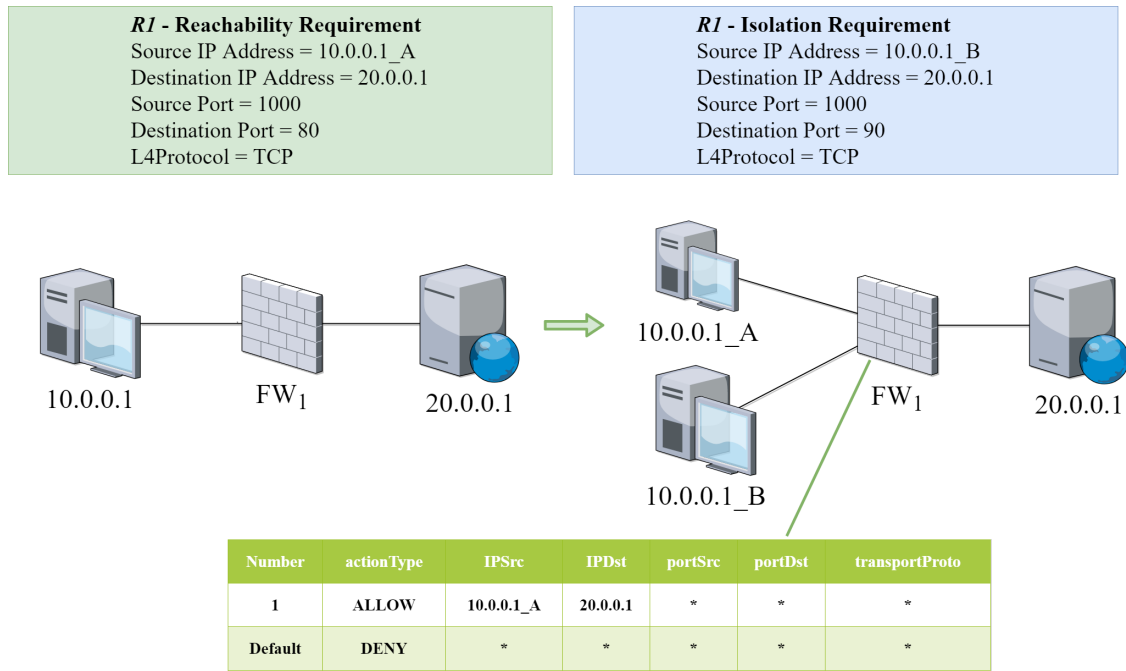 R1 - Reachability Requirement
Source IP Address = 10.0.0.1_A
Destination IP Address = 20.0.0.1
Source Port = 1000
Destination Port = 80
L4Protocol = TCP
R1 - Isolation Requirement
Source IP Address = 10.0.0.1_B
Destination IP Address = 20.0.0.1
Source Port = 1000
Destination Port = 90
L4Protocol = TCP
10.0.0.1
FW1
20.0.0.1
10.0.0.1_A
10.0.0.1_B
FW1
20.0.0.1
Number actionType IPSrc IPDst portSrc portDst transportProto
1 ALLOW 10.0.0.1_A 20.0.0.1 * * *
Default DENY * * * * *